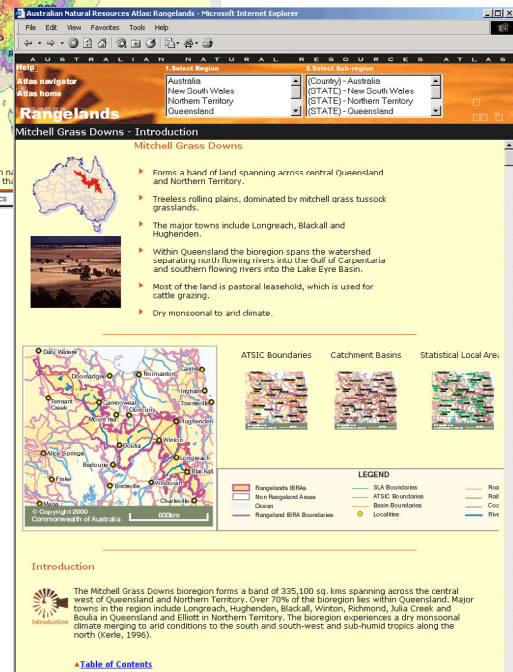 Australian Natural Resources Atlas: Rangelands - Microsoft Internet Explorer
File Edit View Favorites Tools Help
AUSTRALIAN NATURAL RESOURCES ATLAS
Help
Atlas navigator
Atlas home
Rangelands
1.Select Region
Australia
New South Wales
Northern Territory
Queensland
2.Select Sub-region
(Country) - Australia
(STATE) - New South Wales
(STATE) - Northern Territory
(STATE) - Queensland
Mitchell Grass Downs - Introduction
Mitchell Grass Downs
Forms a band of land spanning across central Queensland
and Northern Territory.
Treeless rolling plains, dominated by mitchell grass tussock
grasslands.
The major towns include Longreach, Blackall and
Hughenden.
Within Queensland the bioregion spans the watershed
separating north flowing rivers into the Gulf of Carpentaria
and southern flowing rivers into the Lake Eyre Basin.
Most of the land is pastoral leasehold, which is used for
cattle grazing.
Dry monsoonal to arid climate.
Daly Waters
Doomadgee
Normanton
Cairns
Ingham
Tennant
Creek
Camooweal
Townsville
Mount Isa
Cloncurry
Hughenden
Boulia
Winton
Alice Springs
Longreach
Bedourie
Blackall
Finke
Birdsville
Windorah
Marla
Charleville
© Copyright 2000
Commonwealth of Australia
600km
ATSIC Boundaries
Catchment Basins
Statistical Local Area
LEGEND
Rangelands IBRAs
Non Rangeland Areas
Ocean
Rangeland IBRA Boundaries
SLA Boundaries
ATSIC Boundaries
Basin Boundaries
Localities
Roa
Rail
Coa
Rive
Introduction
Introduction
The Mitchell Grass Downs bioregion forms a band of 335,100 sq. kms spanning across the central
west of Queensland and Northern Territory. Over 70% of the bioregion lies within Queensland. Major
towns in the region include Longreach, Hughenden, Blackall, Winton, Richmond, Julia Creek and
Boulia in Queensland and Elliott in Northern Territory. The bioregion experiences a dry monsoonal
climate merging to arid conditions to the south and south-west and sub-humid tropics along the
north (Kerle, 1996).
Table of Contents